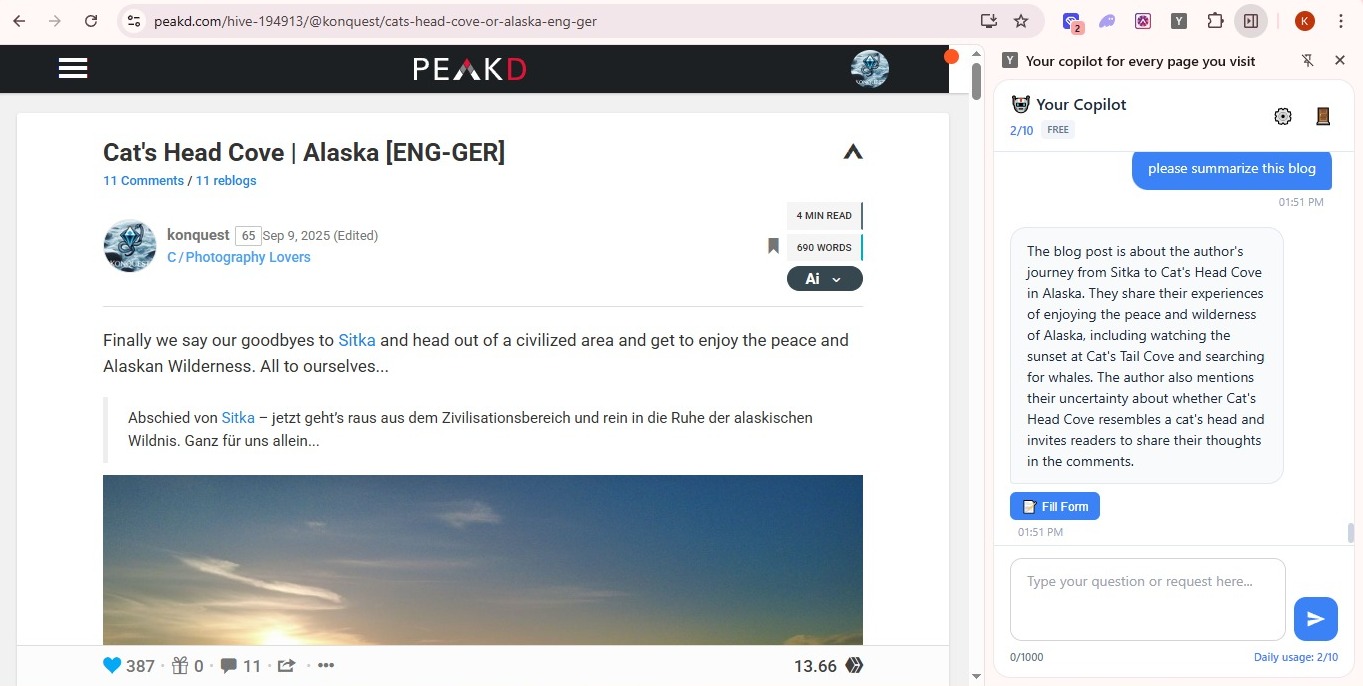 peakd.com/hive-194913/@konquest/cats-head-cove-or-alaska-eng-ger
2
Y
K
PEAKD
Cat's Head Cove | Alaska [ENG-GER]
11 Comments / 11 reblogs
konquest 65 Sep 9, 2025 (Edited)
C / Photography Lovers
4 MIN READ
690 WORDS
Ai
Finally we say our goodbyes to Sitka and head out of a civilized area and get to enjoy the peace and
Alaskan Wilderness. All to ourselves...
Abschied von Sitka – jetzt geht's raus aus dem Zivilisationsbereich und rein in die Ruhe der alaskischen
Wildnis. Ganz für uns allein...
387 · 0 · 11 · · •••
13.66
Y Your copilot for every page you visit
Your Copilot
2/10 FREE
please summarize this blog
01:51 PM
The blog post is about the author's
journey from Sitka to Cat's Head Cove
in Alaska. They share their experiences
of enjoying the peace and wilderness
of Alaska, including watching the
sunset at Cat's Tail Cove and searching
for whales. The author also mentions
their uncertainty about whether Cat's
Head Cove resembles a cat's head and
invites readers to share their thoughts
in the comments.
Fill Form
01:51 PM
Type your question or request here...
0/1000
Daily usage: 2/10